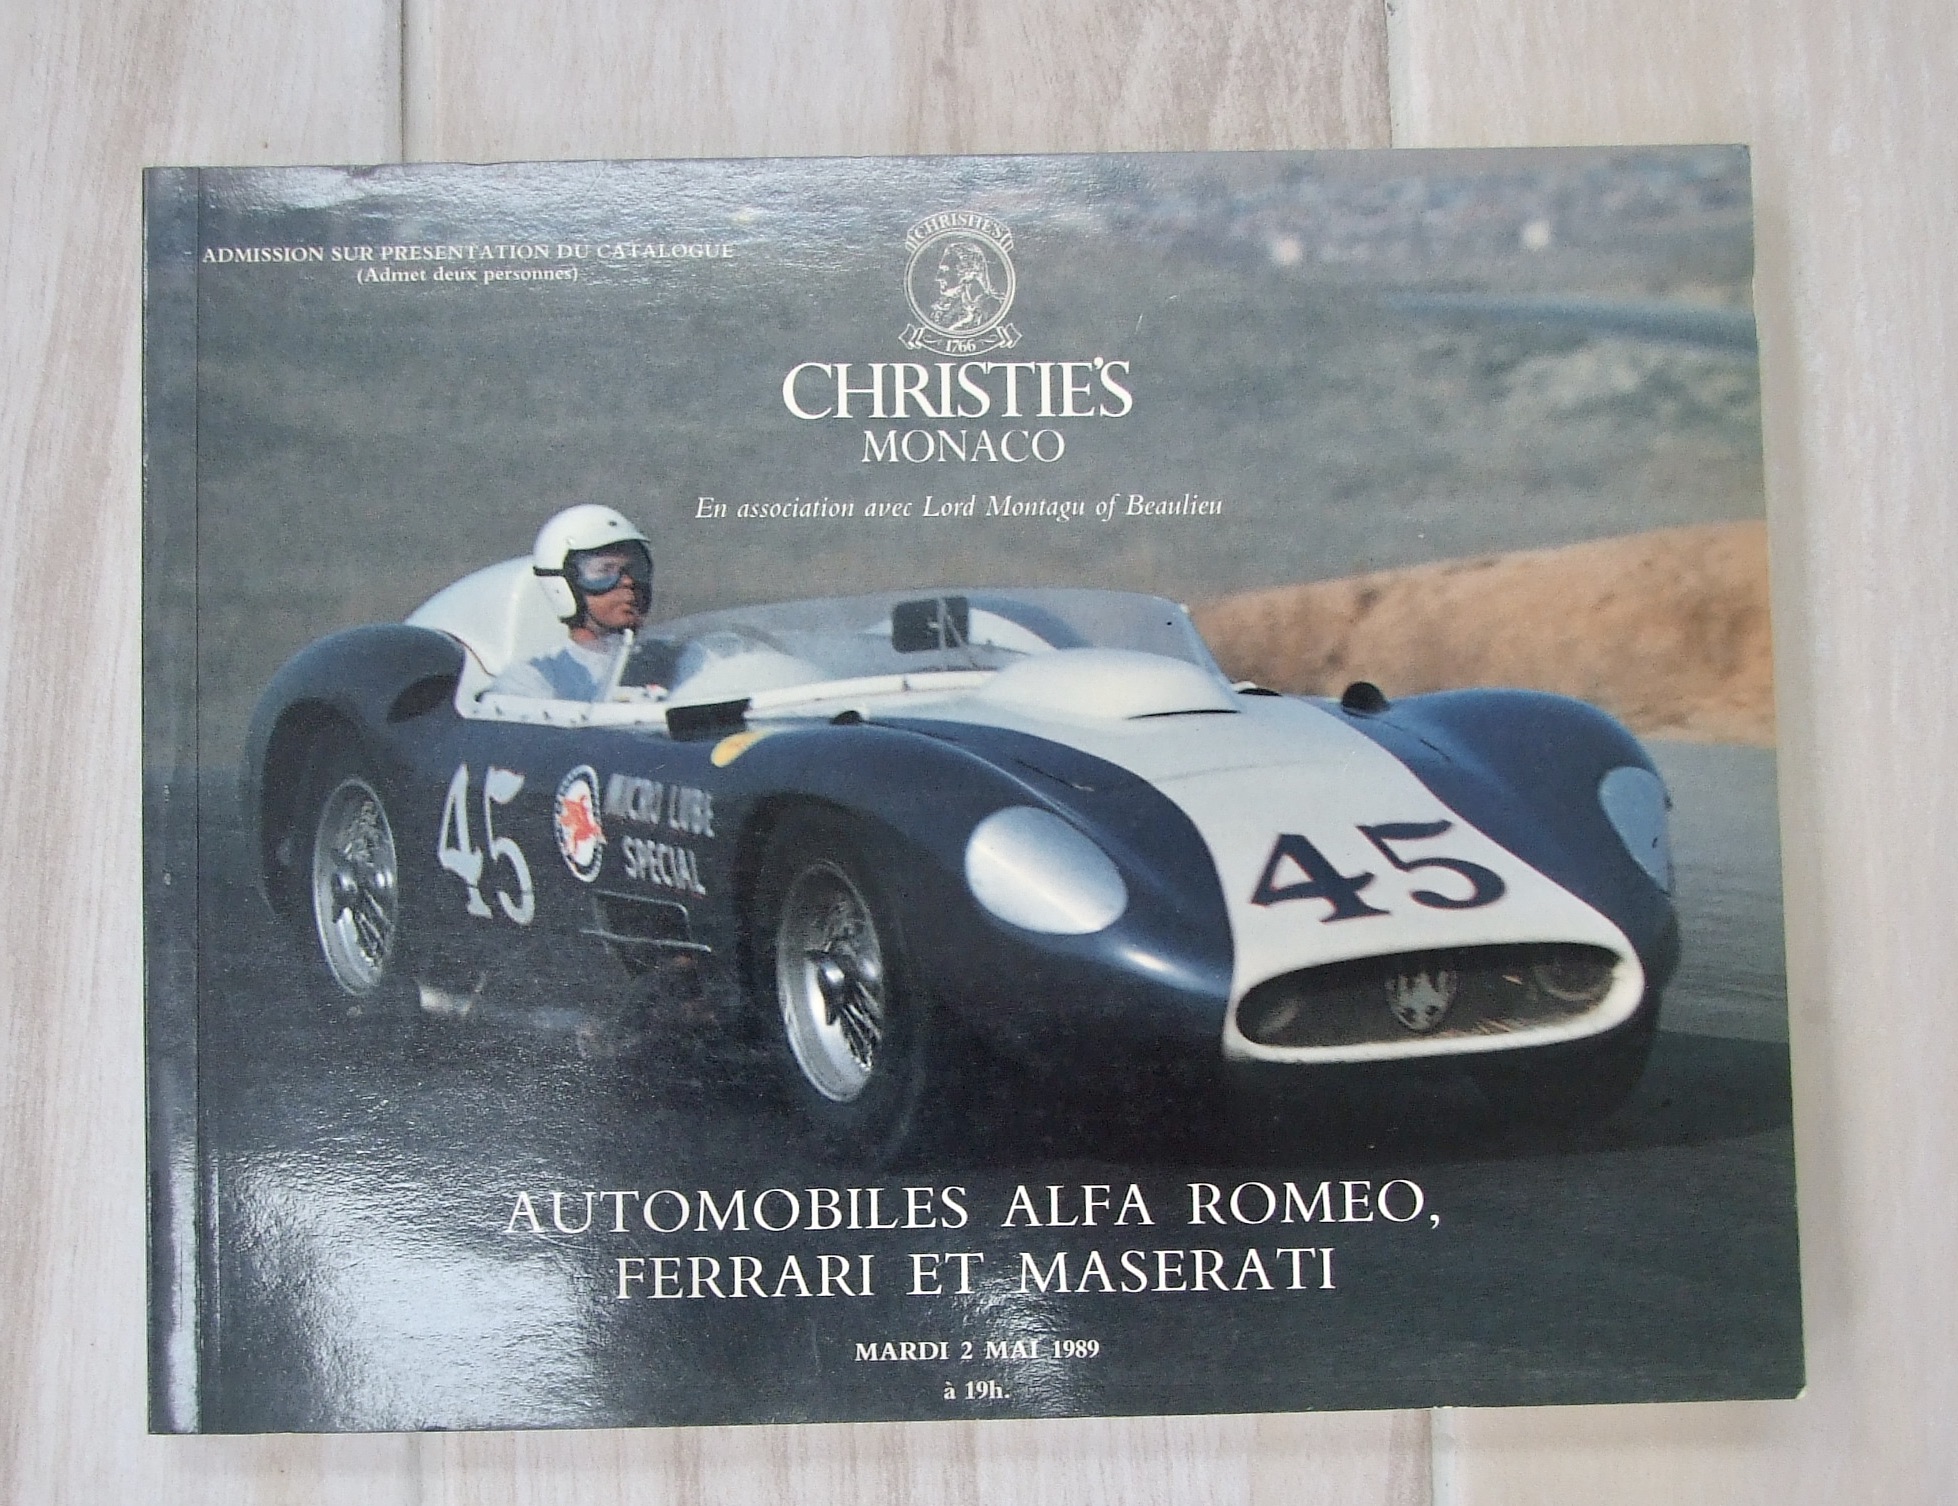 ADMISSION SUR PRESENTATION DU CATALOGUE
(Admet deux personnes)
CHRISTIE'S
1766
CHRISTIE'S
MONACO
En association avec Lord Montagu of Beaulieu
45
MICRO LUBE
SPECIAL
45
AUTOMOBILES ALFA ROMEO,
FERRARI ET MASERATI
MARDI 2 MAI 1989
à 19h.